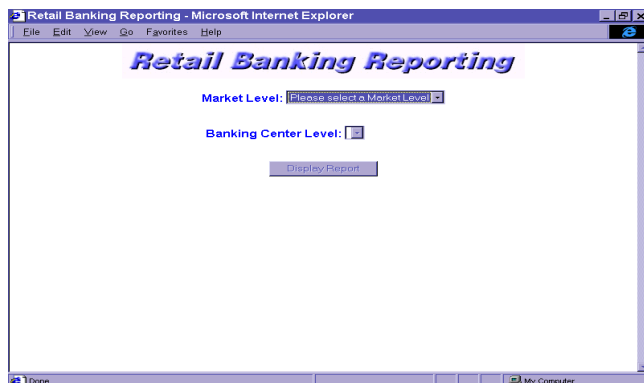 Retail Banking Reporting - Microsoft Internet Explorer
File Edit View Go Favorites Help
Retail Banking Reporting
Market Level: Please select a Market Level
Banking Center Level:
Display Report
Done My Computer